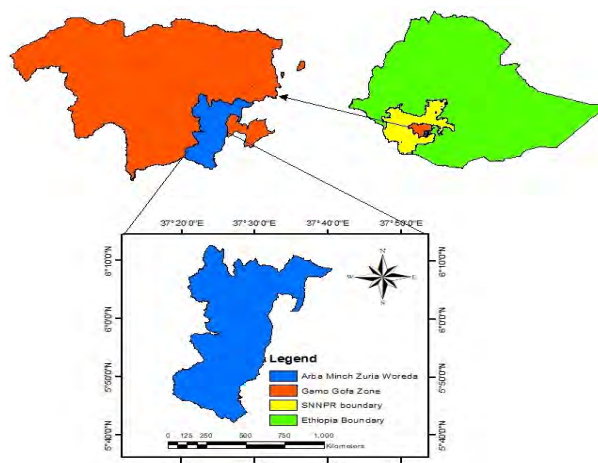 37°20'0"E 37°30'0"E 37°40'0"E 37°50'0"E
6°10'0"N 6°10'0"N
6°0'0"N 6°0'0"N
5°50'0"N 5°50'0"N
5°40'0"N 5°40'0"N
N
W E
S
Legend
Arba Minch Zuria Woreda
Gamo Gofa Zone
SNNPR boundary
Ethiopia Boundary
0 125 250 500 750 1,000
Kilometers